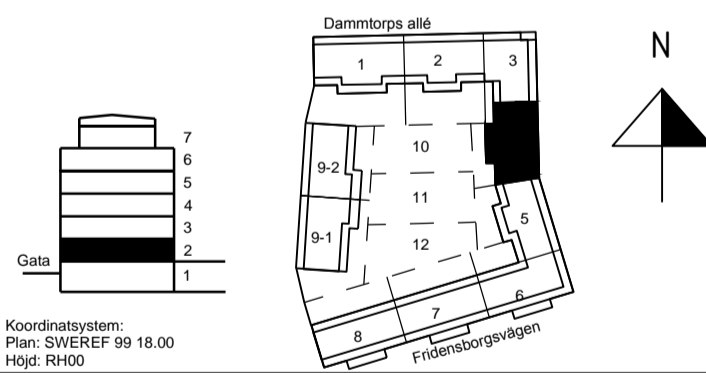 Dammtorps allé
N
1
2
3
7
6
5
4
3
2
1
Gata
9-2
9-1
10
11
12
5
6
7
8
Fridensborgsvägen
Koordinatsystem:
Plan: SWEREF 99 18.00
Höjd: RH00